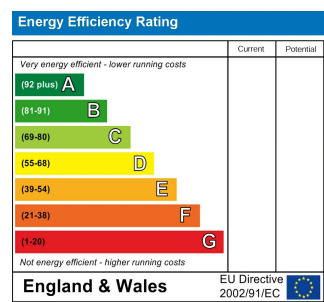 Energy Efficiency Rating
Current Potential
Very energy efficient - lower running costs
(92 plus) A
(81-91) B
(69-80) C
(55-68) D
(39-54) E
(21-38) F
(1-20) G
Not energy efficient - higher running costs
England & Wales
EU Directive
2002/91/EC